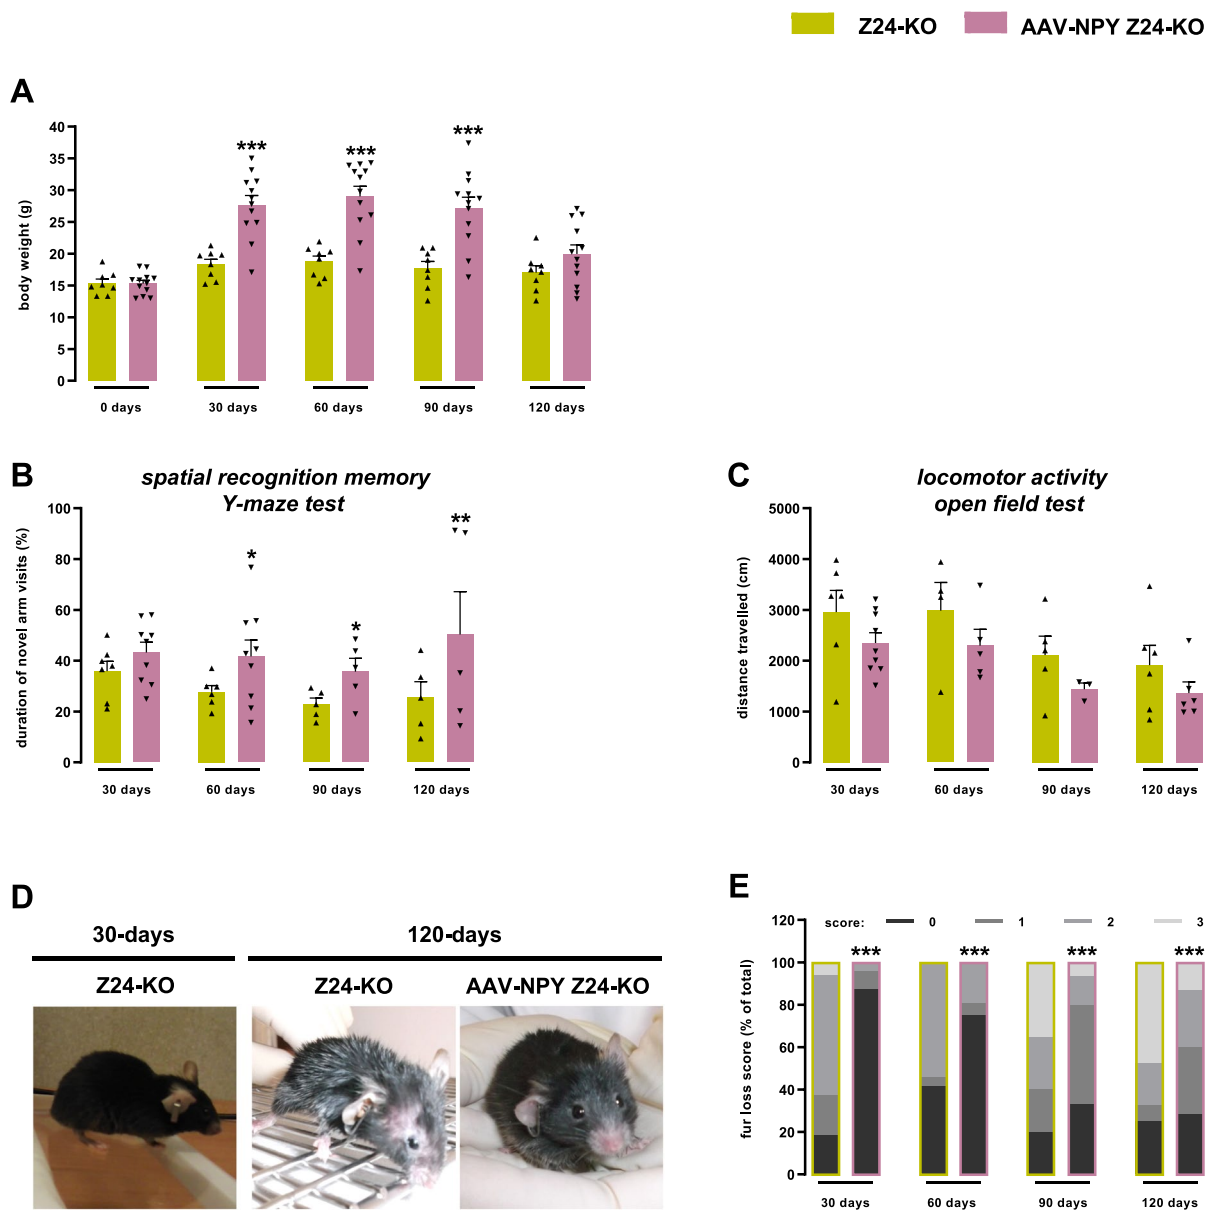 Z24-KO AAV-NPY Z24-KO
A
40
35
30
25
20
15
10
5
0
body weight (g)
***
***
***
0 days 30 days 60 days 90 days 120 days
B
spatial recognition memory
Y-maze test
100
80
60
40
20
0
duration of novel arm visits (%)
*
*
**
30 days 60 days 90 days 120 days
C
locomotor activity
open field test
5000
4000
3000
2000
1000
0
distance travelled (cm)
30 days 60 days 90 days 120 days
D
30-days 120-days
Z24-KO Z24-KO AAV-NPY Z24-KO
E
score: 0 1 2 3
120
100
80
60
40
20
0
fur loss score (% of total)
*** *** *** ***
30 days 60 days 90 days 120 days